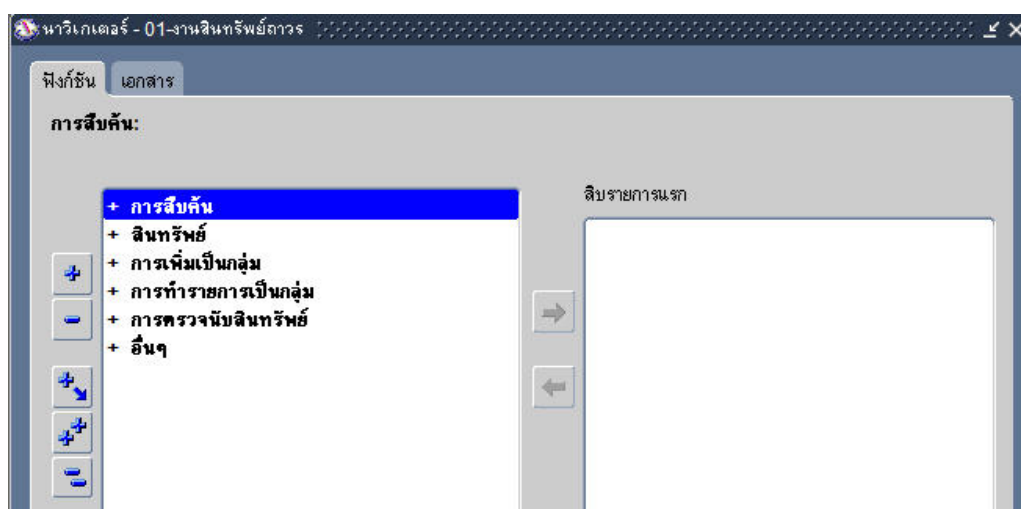 นาวิเกเตอร์ - 01-งานสินทรัพย์ถาวร
ฟังก์ชัน เอกสาร
การสืบค้น:
สิบรายการแรก
+ การสืบค้น
+ สินทรัพย์
+ การเพิ่มเป็นกลุ่ม
+ การทำรายการเป็นกลุ่ม
+ การตรวจนับสินทรัพย์
+ อื่นๆ